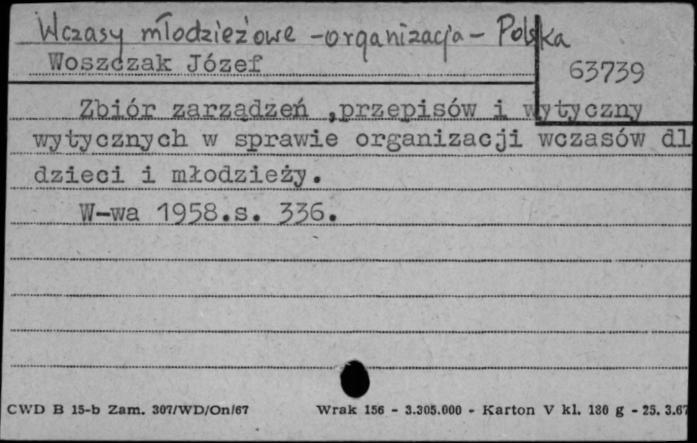 Wczasy młodzieżowe - organizacja - Polska
Woszczak Józef
63739
Zbiór zarządzeń ,przepisów i wytyczny
wytycznych w sprawie organizacji wczasów dl
dzieci i młodzieży.
W-wa 1958.s. 336.
CWD B 15-b Zam. 307/WD/On/67 Wrak 156 - 3.305.000 - Karton V kl. 180 g - 25. 3.67